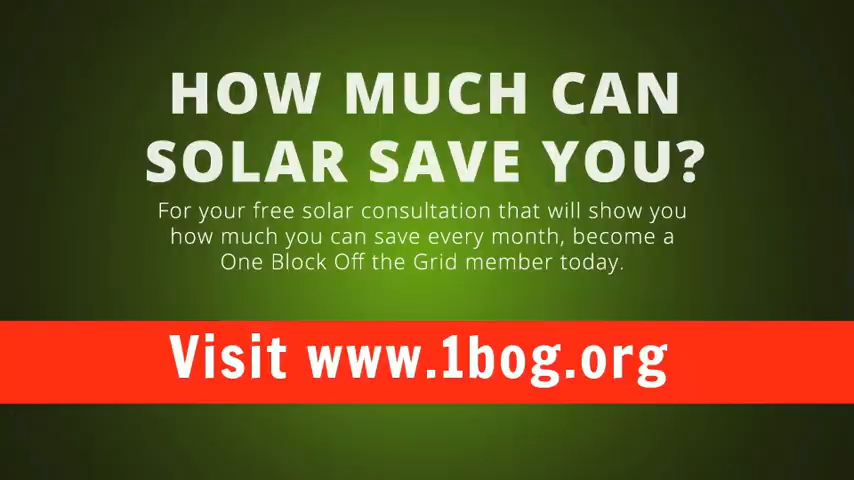 HOW MUCH CAN
SOLAR SAVE YOU?
For your free solar consultation that will show you
how much you can save every month, become a
One Block Off the Grid member today.
Visit www.1bog.org